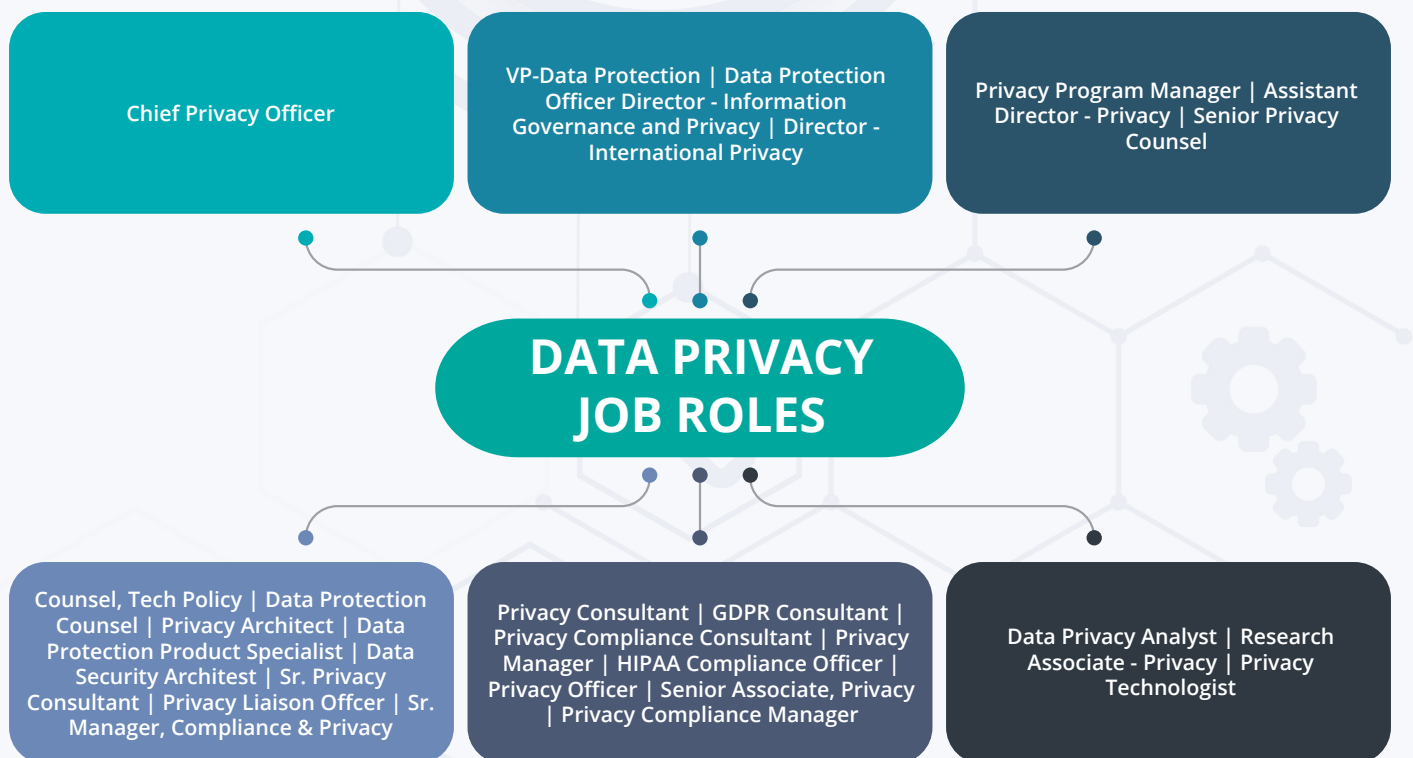 Chief Privacy Officer
VP-Data Protection | Data Protection
Officer Director - Information
Governance and Privacy | Director -
International Privacy
Privacy Program Manager | Assistant
Director - Privacy | Senior Privacy
Counsel
DATA PRIVACY
JOB ROLES
Counsel, Tech Policy | Data Protection
Counsel | Privacy Architect | Data
Protection Product Specialist | Data
Security Architest | Sr. Privacy
Consultant | Privacy Liaison Offcer | Sr.
Manager, Compliance & Privacy
Privacy Consultant | GDPR Consultant |
Privacy Compliance Consultant | Privacy
Manager | HIPAA Compliance Officer |
Privacy Officer | Senior Associate, Privacy
| Privacy Compliance Manager
Data Privacy Analyst | Research
Associate - Privacy | Privacy
Technologist